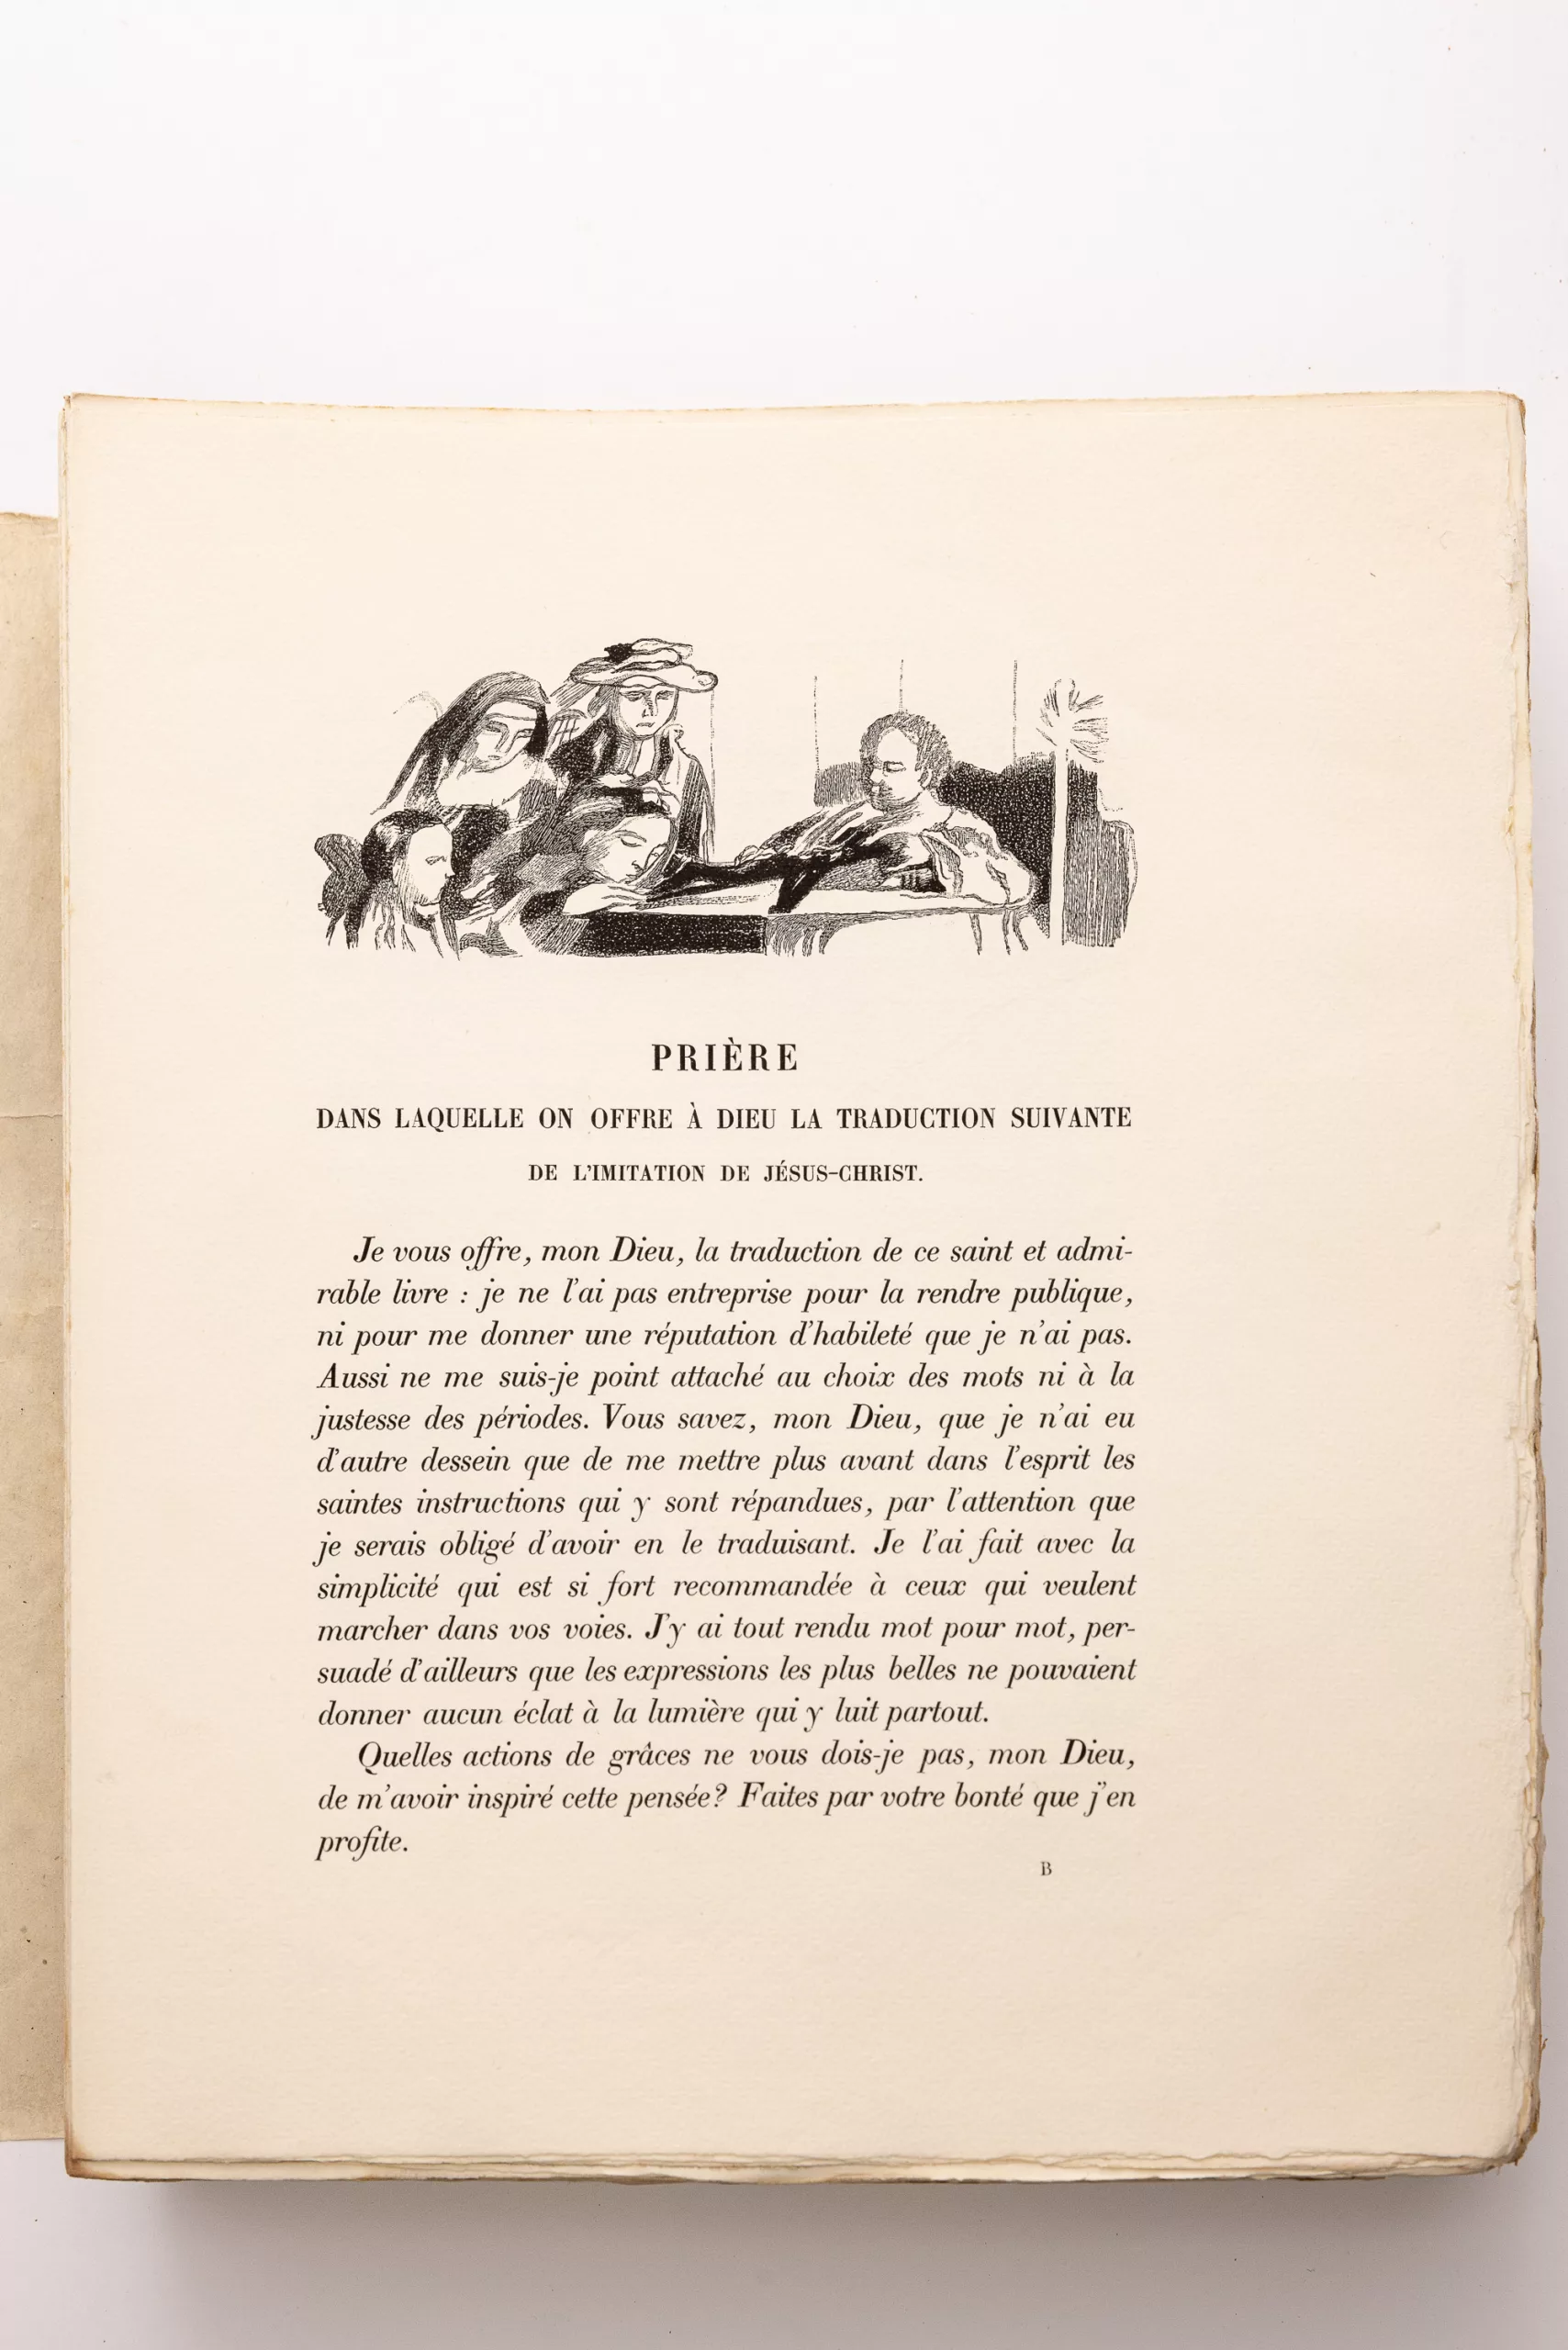 PRIÈRE
DANS LAQUELLE ON OFFRE À DIEU LA TRADUCTION SUIVANTE
DE L'IMITATION DE JÉSUS-CHRIST.
Je vous offre, mon Dieu, la traduction de ce saint et admi-
rable livre : je ne l'ai pas entreprise pour la rendre publique,
ni pour me donner une réputation d'habileté que je n'ai pas.
Aussi ne me suis-je point attaché au choix des mots ni à la
justesse des périodes. Vous savez, mon Dieu, que je n'ai eu
d'autre dessein que de me mettre plus avant dans l'esprit les
saintes instructions qui y sont répandues, par l'attention que
je serais obligé d'avoir en le traduisant. Je l'ai fait avec la
simplicité qui est si fort recommandée à ceux qui veulent
marcher dans vos voies. J'y ai tout rendu mot pour mot, per-
suadé d'ailleurs que les expressions les plus belles ne pouvaient
donner aucun éclat à la lumière qui y luit partout.
Quelles actions de grâces ne vous dois-je pas, mon Dieu,
de m'avoir inspiré cette pensée? Faites par votre bonté que j'en
profite.
B